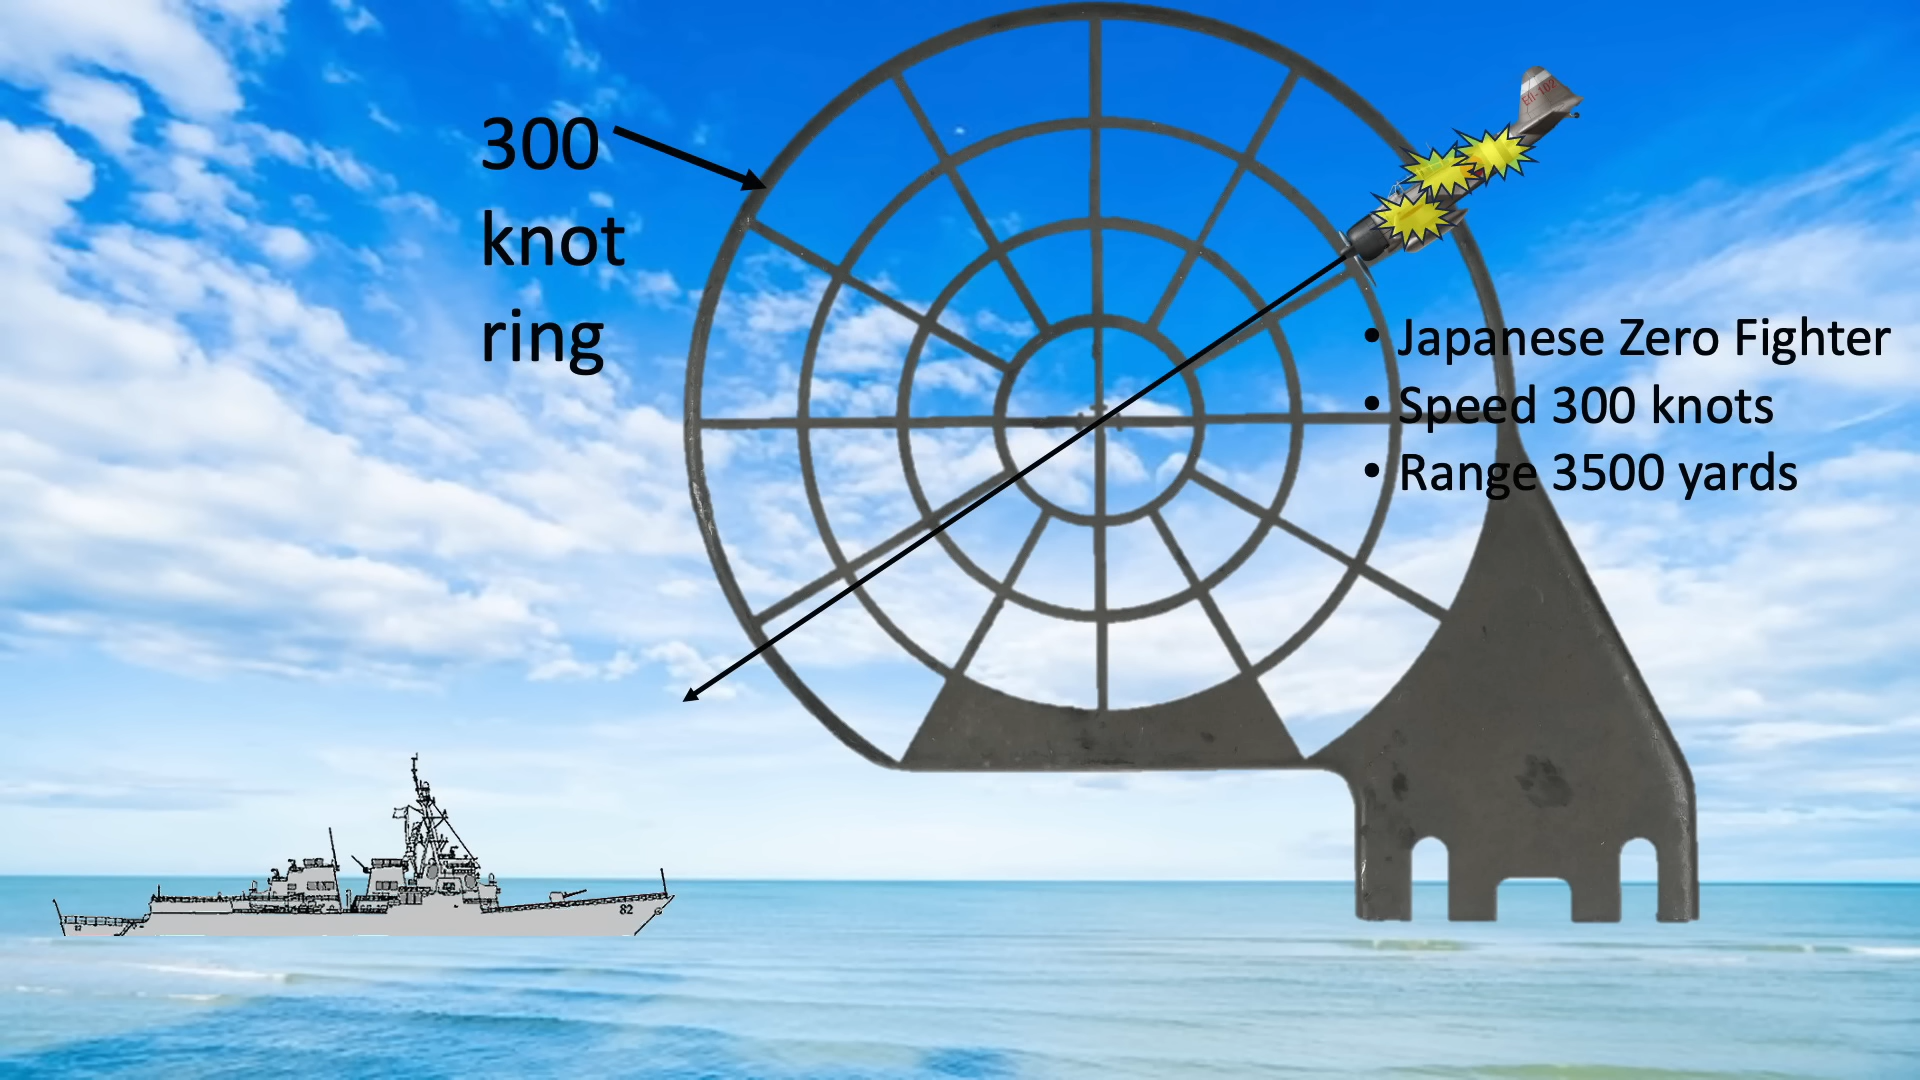 300
knot
ring
• Japanese Zero Fighter
• Speed 300 knots
• Range 3500 yards
82